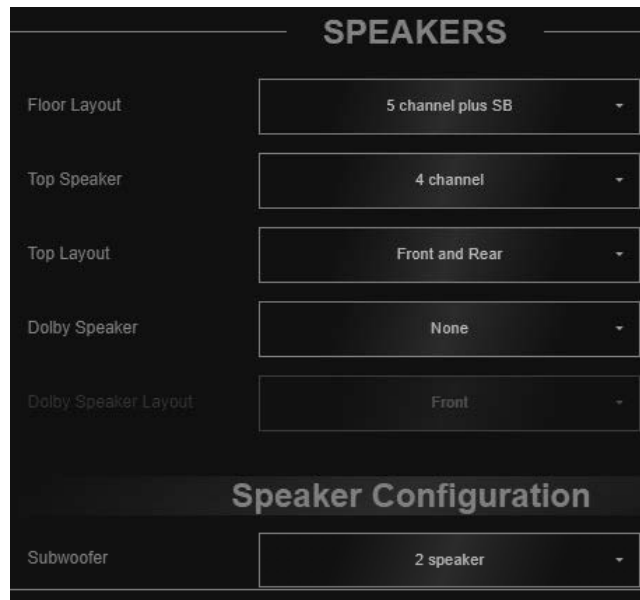 SPEAKERS
Floor Layout 5 channel plus SB
Top Speaker 4 channel
Top Layout Front and Rear
Dolby Speaker None
Dolby Speaker Layout Front
Speaker Configuration
Subwoofer 2 speaker